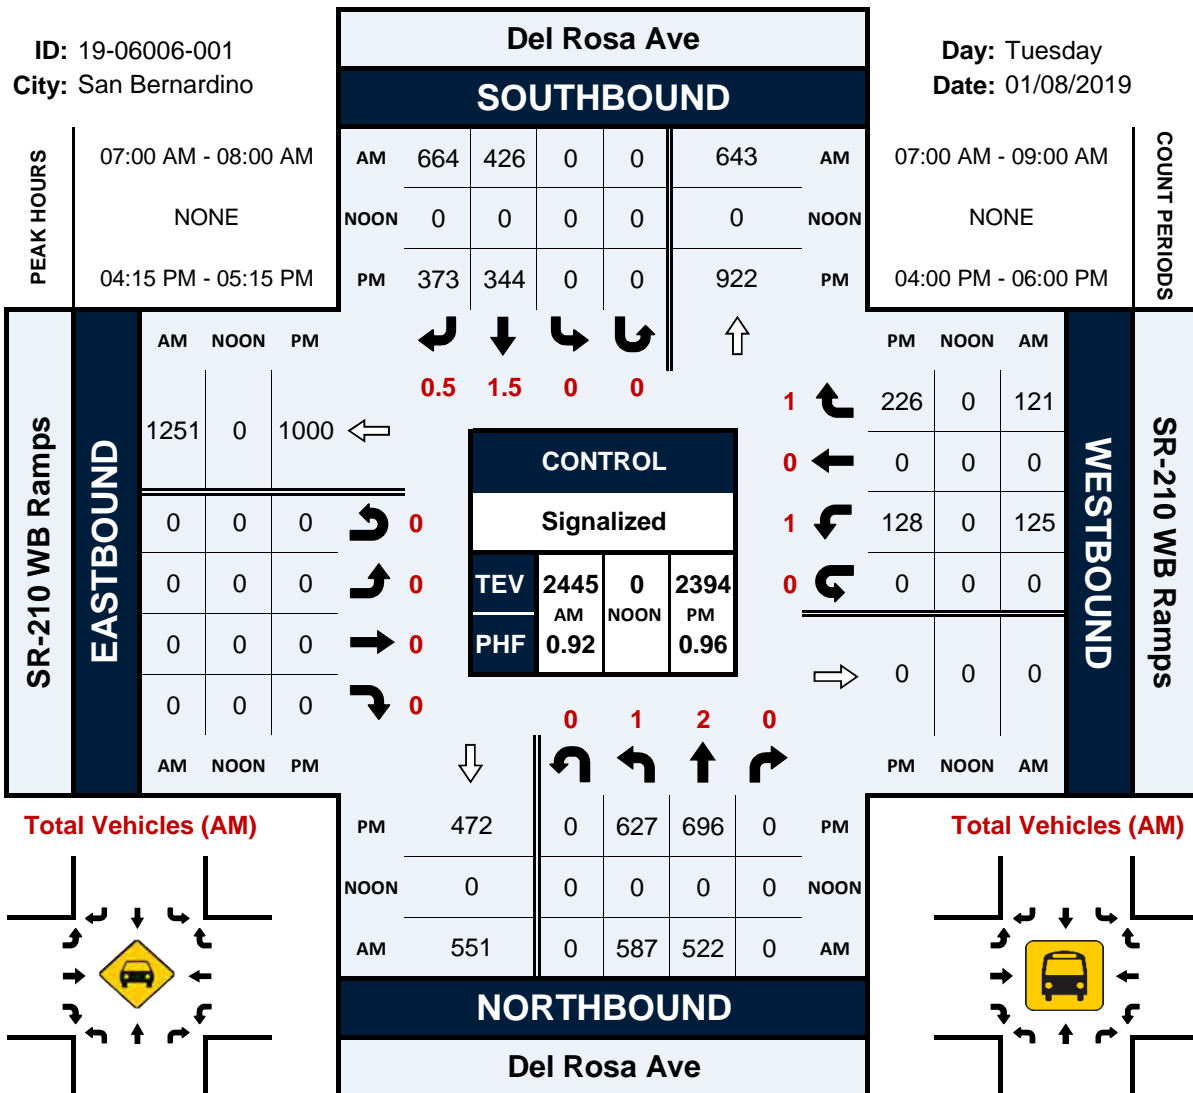 Del Rosa Ave
ID: 19-06006-001
Day: Tuesday
City: San Bernardino
Date: 01/08/2019
SOUTHBOUND
PEAK HOURS
07:00 AM - 08:00 AM
AM 664 426 0 0 643 AM
07:00 AM - 09:00 AM
COUNT PERIODS
NONE
NOON 0 0 0 0 0 NOON
NONE
04:15 PM - 05:15 PM
PM 373 344 0 0 922 PM
04:00 PM - 06:00 PM
0.5 1.5 0 0
SR-210 WB Ramps
EASTBOUND
AM NOON PM
1251 0 1000
0 0 0 0
0 0 0 0
0 0 0 0
0 0 0 0
AM NOON PM
CONTROL
Signalized
TEV 2445 0 2394
AM NOON PM
PHF 0.92 0.96
PM NOON AM
1 226 0 121
0 0 0 0
1 128 0 125
0 0 0 0
0 0 0
PM NOON AM
WESTBOUND
SR-210 WB Ramps
0 1 2 0
PM 472 0 627 696 0 PM
NOON 0 0 0 0 0 NOON
AM 551 0 587 522 0 AM
NORTHBOUND
Del Rosa Ave
Total Vehicles (AM)
Total Vehicles (AM)